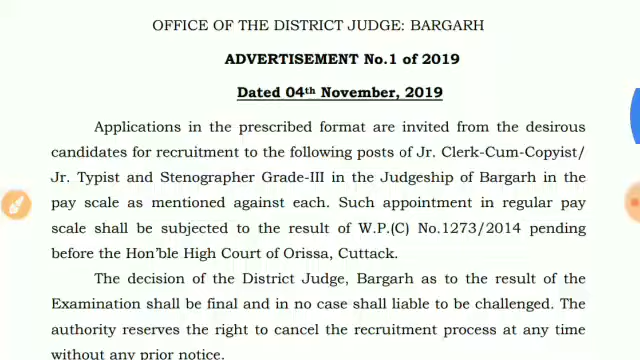 OFFICE OF THE DISTRICT JUDGE: BARGARH
ADVERTISEMENT No.1 of 2019
Dated 04th November, 2019
Applications in the prescribed format are invited from the desirous
candidates for recruitment to the following posts of Jr. Clerk-Cum-Copyist/
Jr. Typist and Stenographer Grade-III in the Judgeship of Bargarh in the
pay scale as mentioned against each. Such appointment in regular pay
scale shall be subjected to the result of W.P.(C) No.1273/2014 pending
before the Hon'ble High Court of Orissa, Cuttack.
The decision of the District Judge, Bargarh as to the result of the
Examination shall be final and in no case shall liable to be challenged. The
authority reserves the right to cancel the recruitment process at any time
without any prior notice.